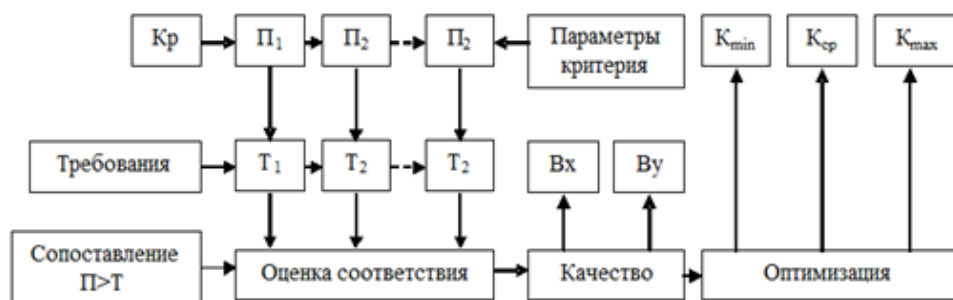 Кр
П₁
П₂
П₂
Параметры
критерия
Kmin
Kср
Kmax
Требования
Т₁
Т₂
Т₂
Вх
Ву
Сопоставление
П>Т
Оценка соответствия
Качество
Оптимизация